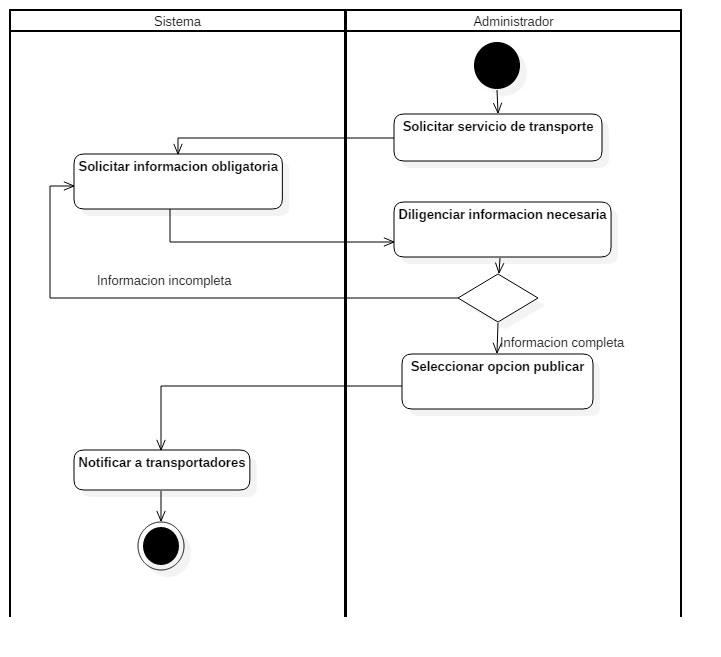 Sistema
Administrador
Solicitar servicio de transporte
Solicitar informacion obligatoria
Diligenciar informacion necesaria
Informacion incompleta
Informacion completa
Seleccionar opcion publicar
Notificar a transportadores